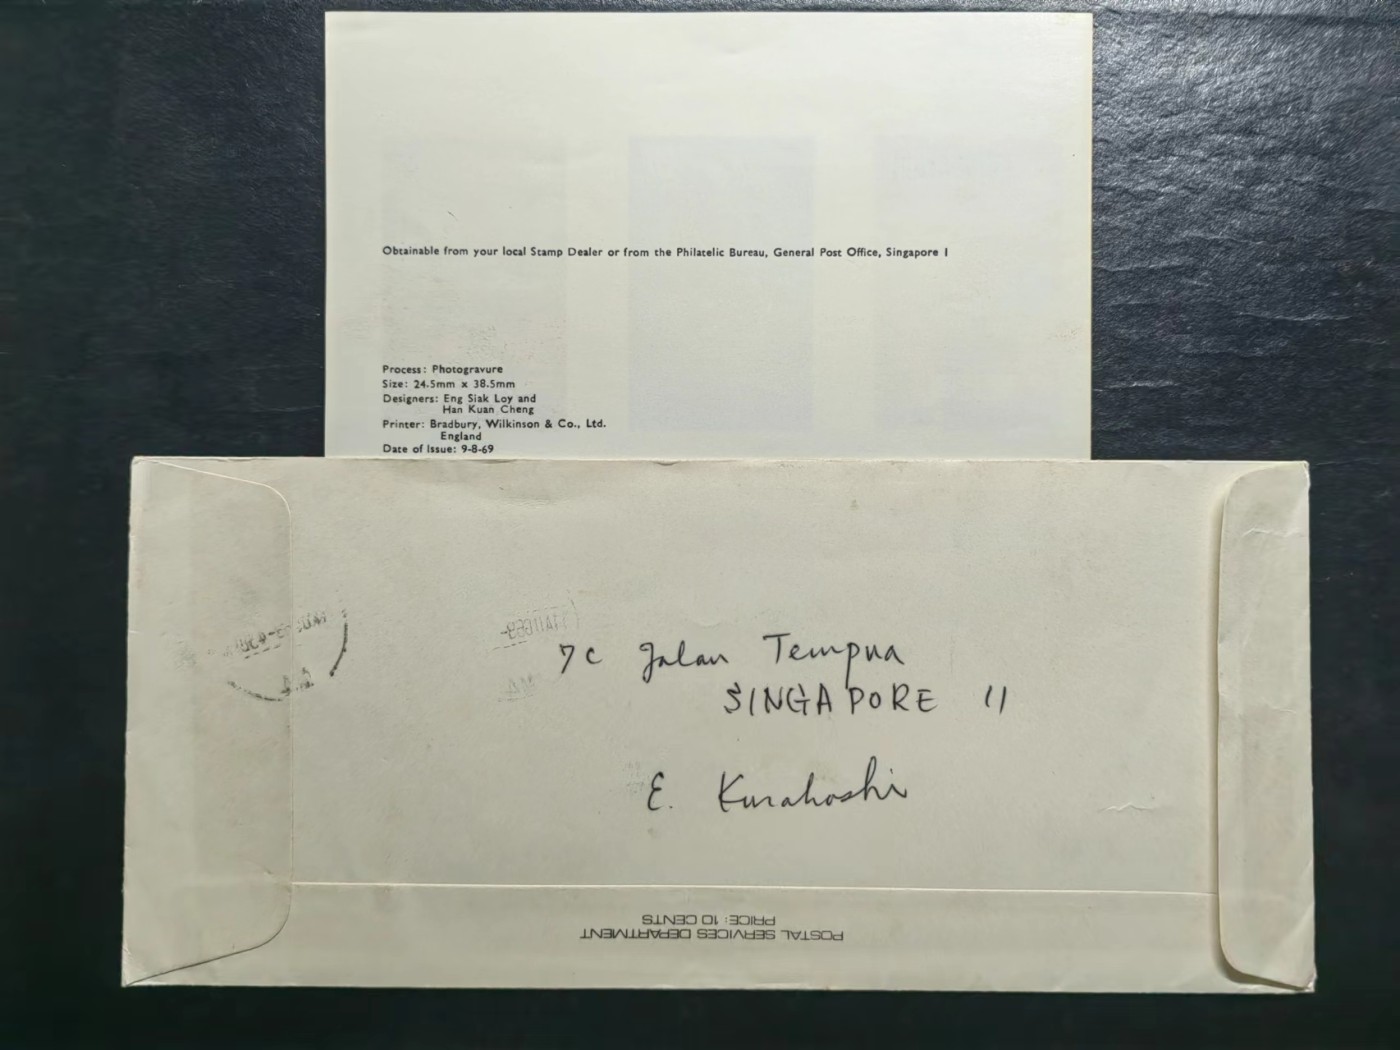 Obtainable from your local Stamp Dealer or from the Philatelic Bureau, General Post Office, Singapore 1
Process: Photogravure
Size: 24.5mm x 38.5mm
Designers: Eng Siak Loy and
Han Kuan Cheng
Printer: Bradbury, Wilkinson & Co., Ltd.
England
Date of Issue: 9-8-69
7c Jalan Tempua
SINGAPORE 11
E. Kurahoshi
POSTAL SERVICES DEPARTMENT
PRICE: 10 CENTS